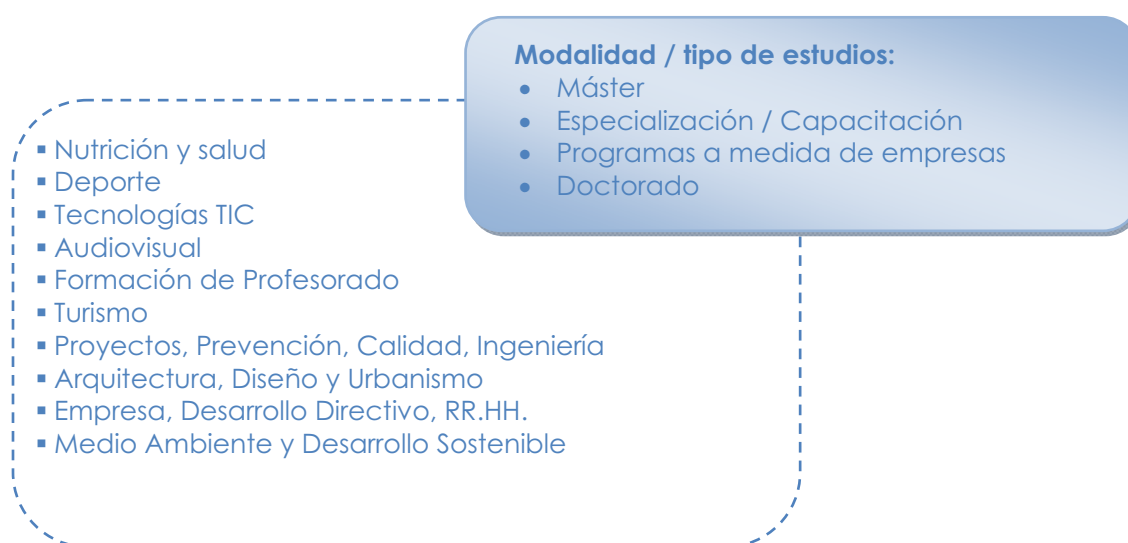 Modalidad / tipo de estudios:
• Máster
• Especialización / Capacitación
• Programas a medida de empresas
• Doctorado
▪ Nutrición y salud
▪ Deporte
▪ Tecnologías TIC
▪ Audiovisual
▪ Formación de Profesorado
▪ Turismo
▪ Proyectos, Prevención, Calidad, Ingeniería
▪ Arquitectura, Diseño y Urbanismo
▪ Empresa, Desarrollo Directivo, RR.HH.
▪ Medio Ambiente y Desarrollo Sostenible